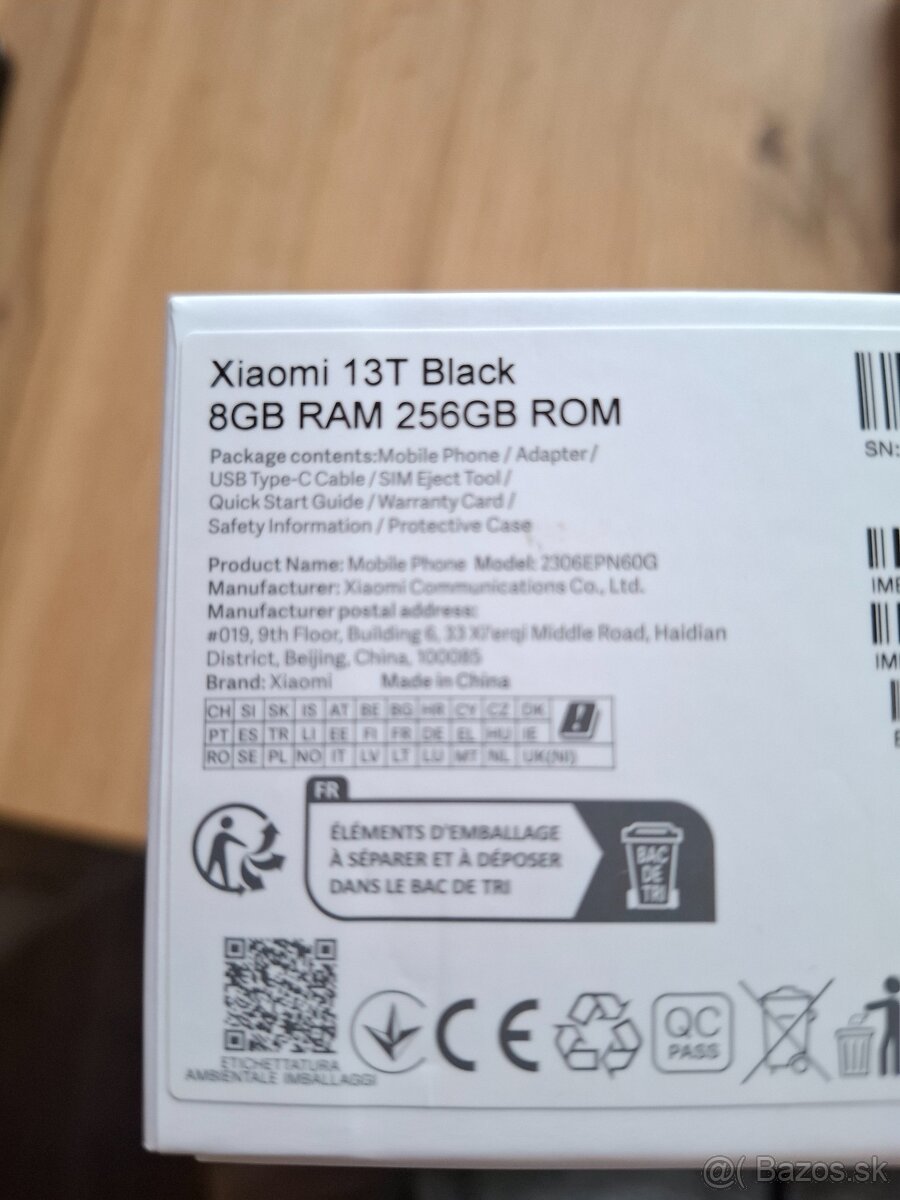 Xiaomi 13T Black
8GB RAM 256GB ROM
SN:
Package contents:Mobile Phone / Adapter /
USB Type-C Cable / SIM Eject Tool /
Quick Start Guide / Warranty Card /
Safety Information / Protective Case
Product Name: Mobile Phone Model: 2306EPN60G
Manufacturer: Xiaomi Communications Co., Ltd.
Manufacturer postal address:
#019, 9th Floor, Building 6, 33 Xi'erqi Middle Road, Haidian
District, Beijing, China, 100085
Brand: Xiaomi Made in China
CH SI SK IS AT BE BG HR CY CZ DK
PT ES TR LI EE FI FR DE EL HU IE
RO SE PL NO IT LV LT LU MT NL UK(NI)
FR
ÉLÉMENTS D'EMBALLAGE
À SÉPARER ET À DÉPOSER
DANS LE BAC DE TRI
BAC
DE
TRI
ETICHETTATURA
AMBIENTALE IMBALLAGGI
CE
QC
PASS
@( Bazos.sk